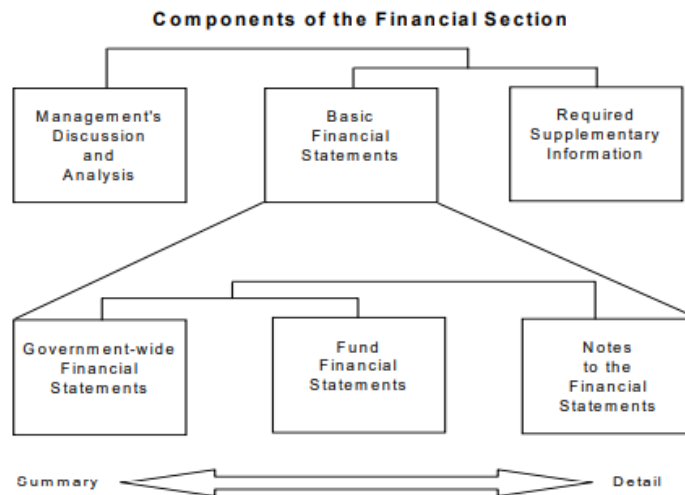 Components of the Financial Section
Management's
Discussion
and
Analysis
Basic
Financial
Statements
Required
Supplementary
Information
Government-wide
Financial
Statements
Fund
Financial
Statements
Notes
to the
Financial
Statements
Summary
Detail